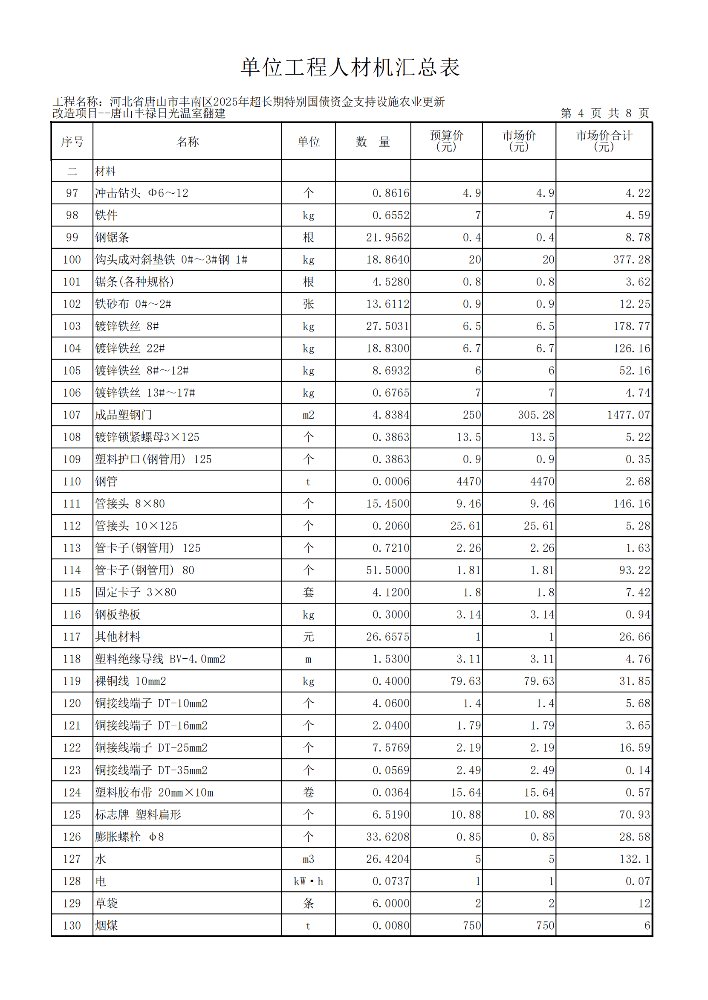 单位工程人材机汇总表
工程名称：河北省唐山市丰南区2025年超长期特别国债资金支持设施农业更新
改造项目--唐山丰禄日光温室翻建 第 4 页 共 8 页
序号 名称 单位 数 量 预算价(元) 市场价(元) 市场价合计(元)
二 材料
97 冲击钻头 Φ6～12 个 0.8616 4.9 4.9 4.22
98 铁件 kg 0.6552 7 7 4.59
99 钢锯条 根 21.9562 0.4 0.4 8.78
100 钩头成对斜垫铁 0#～3#钢 1# kg 18.8640 20 20 377.28
101 锯条(各种规格) 根 4.5280 0.8 0.8 3.62
102 铁砂布 0#～2# 张 13.6112 0.9 0.9 12.25
103 镀锌铁丝 8# kg 27.5031 6.5 6.5 178.77
104 镀锌铁丝 22# kg 18.8300 6.7 6.7 126.16
105 镀锌铁丝 8#～12# kg 8.6932 6 6 52.16
106 镀锌铁丝 13#～17# kg 0.6765 7 7 4.74
107 成品塑钢门 m2 4.8384 250 305.28 1477.07
108 镀锌锁紧螺母3×125 个 0.3863 13.5 13.5 5.22
109 塑料护口(钢管用) 125 个 0.3863 0.9 0.9 0.35
110 钢管 t 0.0006 4470 4470 2.68
111 管接头 8×80 个 15.4500 9.46 9.46 146.16
112 管接头 10×125 个 0.2060 25.61 25.61 5.28
113 管卡子(钢管用) 125 个 0.7210 2.26 2.26 1.63
114 管卡子(钢管用) 80 个 51.5000 1.81 1.81 93.22
115 固定卡子 3×80 套 4.1200 1.8 1.8 7.42
116 钢板垫板 kg 0.3000 3.14 3.14 0.94
117 其他材料 元 26.6575 1 1 26.66
118 塑料绝缘导线 BV-4.0mm2 m 1.5300 3.11 3.11 4.76
119 裸铜线 10mm2 kg 0.4000 79.63 79.63 31.85
120 铜接线端子 DT-10mm2 个 4.0600 1.4 1.4 5.68
121 铜接线端子 DT-16mm2 个 2.0400 1.79 1.79 3.65
122 铜接线端子 DT-25mm2 个 7.5769 2.19 2.19 16.59
123 铜接线端子 DT-35mm2 个 0.0569 2.49 2.49 0.14
124 塑料胶布带 20mm×10m 卷 0.0364 15.64 15.64 0.57
125 标志牌 塑料扁形 个 6.5190 10.88 10.88 70.93
126 膨胀螺栓 φ8 个 33.6208 0.85 0.85 28.58
127 水 m3 26.4204 5 5 132.1
128 电 kW·h 0.0737 1 1 0.07
129 草袋 条 6.0000 2 2 12
130 烟煤 t 0.0080 750 750 6